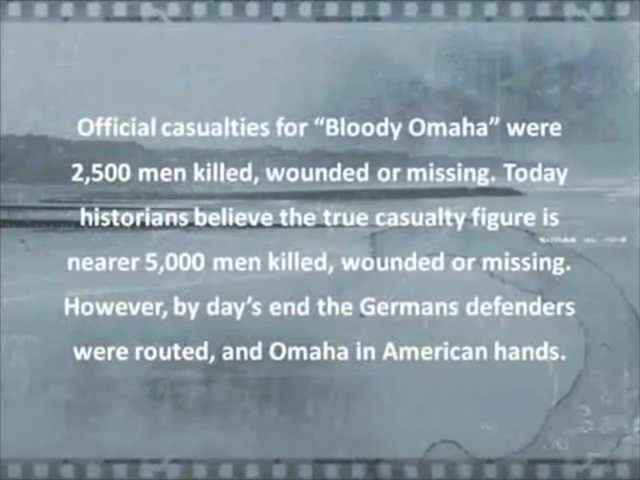 Official casualties for “Bloody Omaha” were
2,500 men killed, wounded or missing. Today
historians believe the true casualty figure is
nearer 5,000 men killed, wounded or missing.
However, by day’s end the Germans defenders
were routed, and Omaha in American hands.